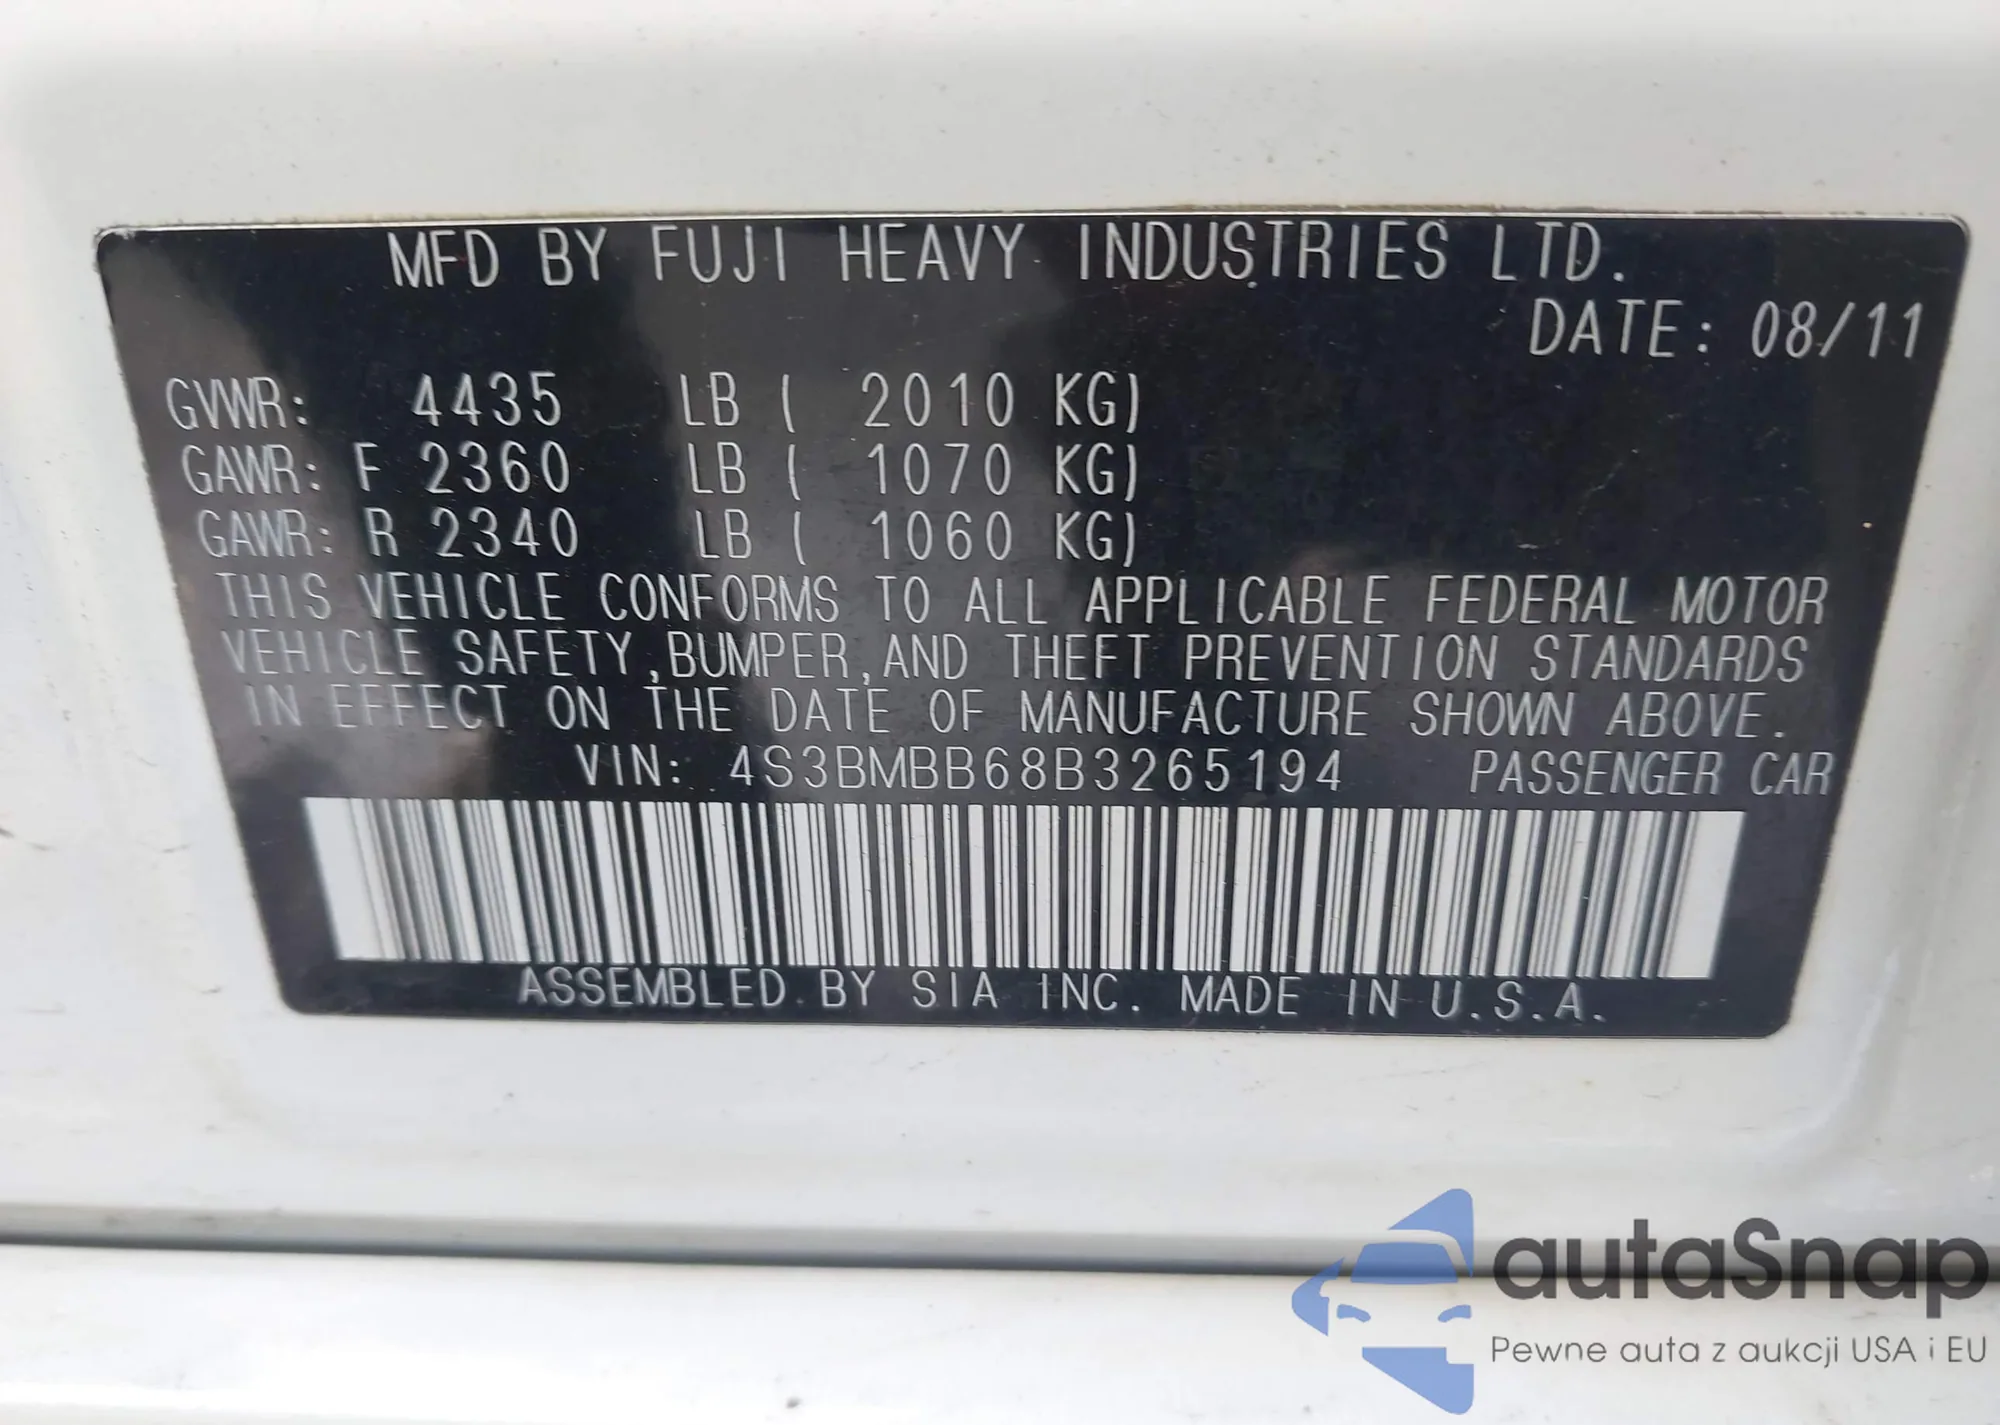 MFD BY FUJI HEAVY INDUSTRIES LTD.
DATE: 08/11
GVWR: 4435 LB ( 2010 KG)
GAWR: F 2360 LB ( 1070 KG)
GAWR: R 2340 LB ( 1060 KG)
THIS VEHICLE CONFORMS TO ALL APPLICABLE FEDERAL MOTOR
VEHICLE SAFETY,BUMPER,AND THEFT PREVENTION STANDARDS
IN EFFECT ON THE DATE OF MANUFACTURE SHOWN ABOVE.
VIN: 4S3BMBB68B3265194 PASSENGER CAR
ASSEMBLED BY SIA INC. MADE IN U.S.A.
autaSnap
Pewne auta z aukcji USA i EU